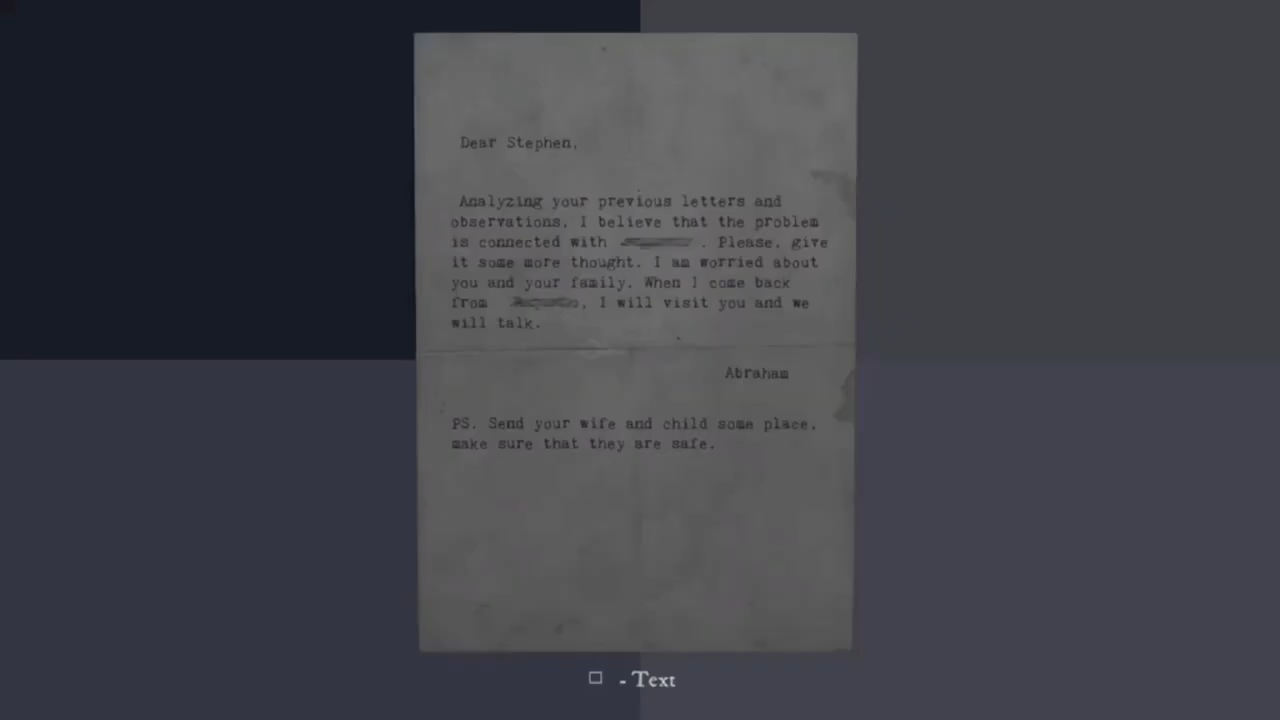 Dear Stephen,
Analyzing your previous letters and
observations, I believe that the problem
is connected with . Please, give
it some more thought. I am worried about
you and your family. When I come back
from , I will visit you and we
will talk.
Abraham
PS. Send your wife and child some place,
make sure that they are safe.
□ - Text